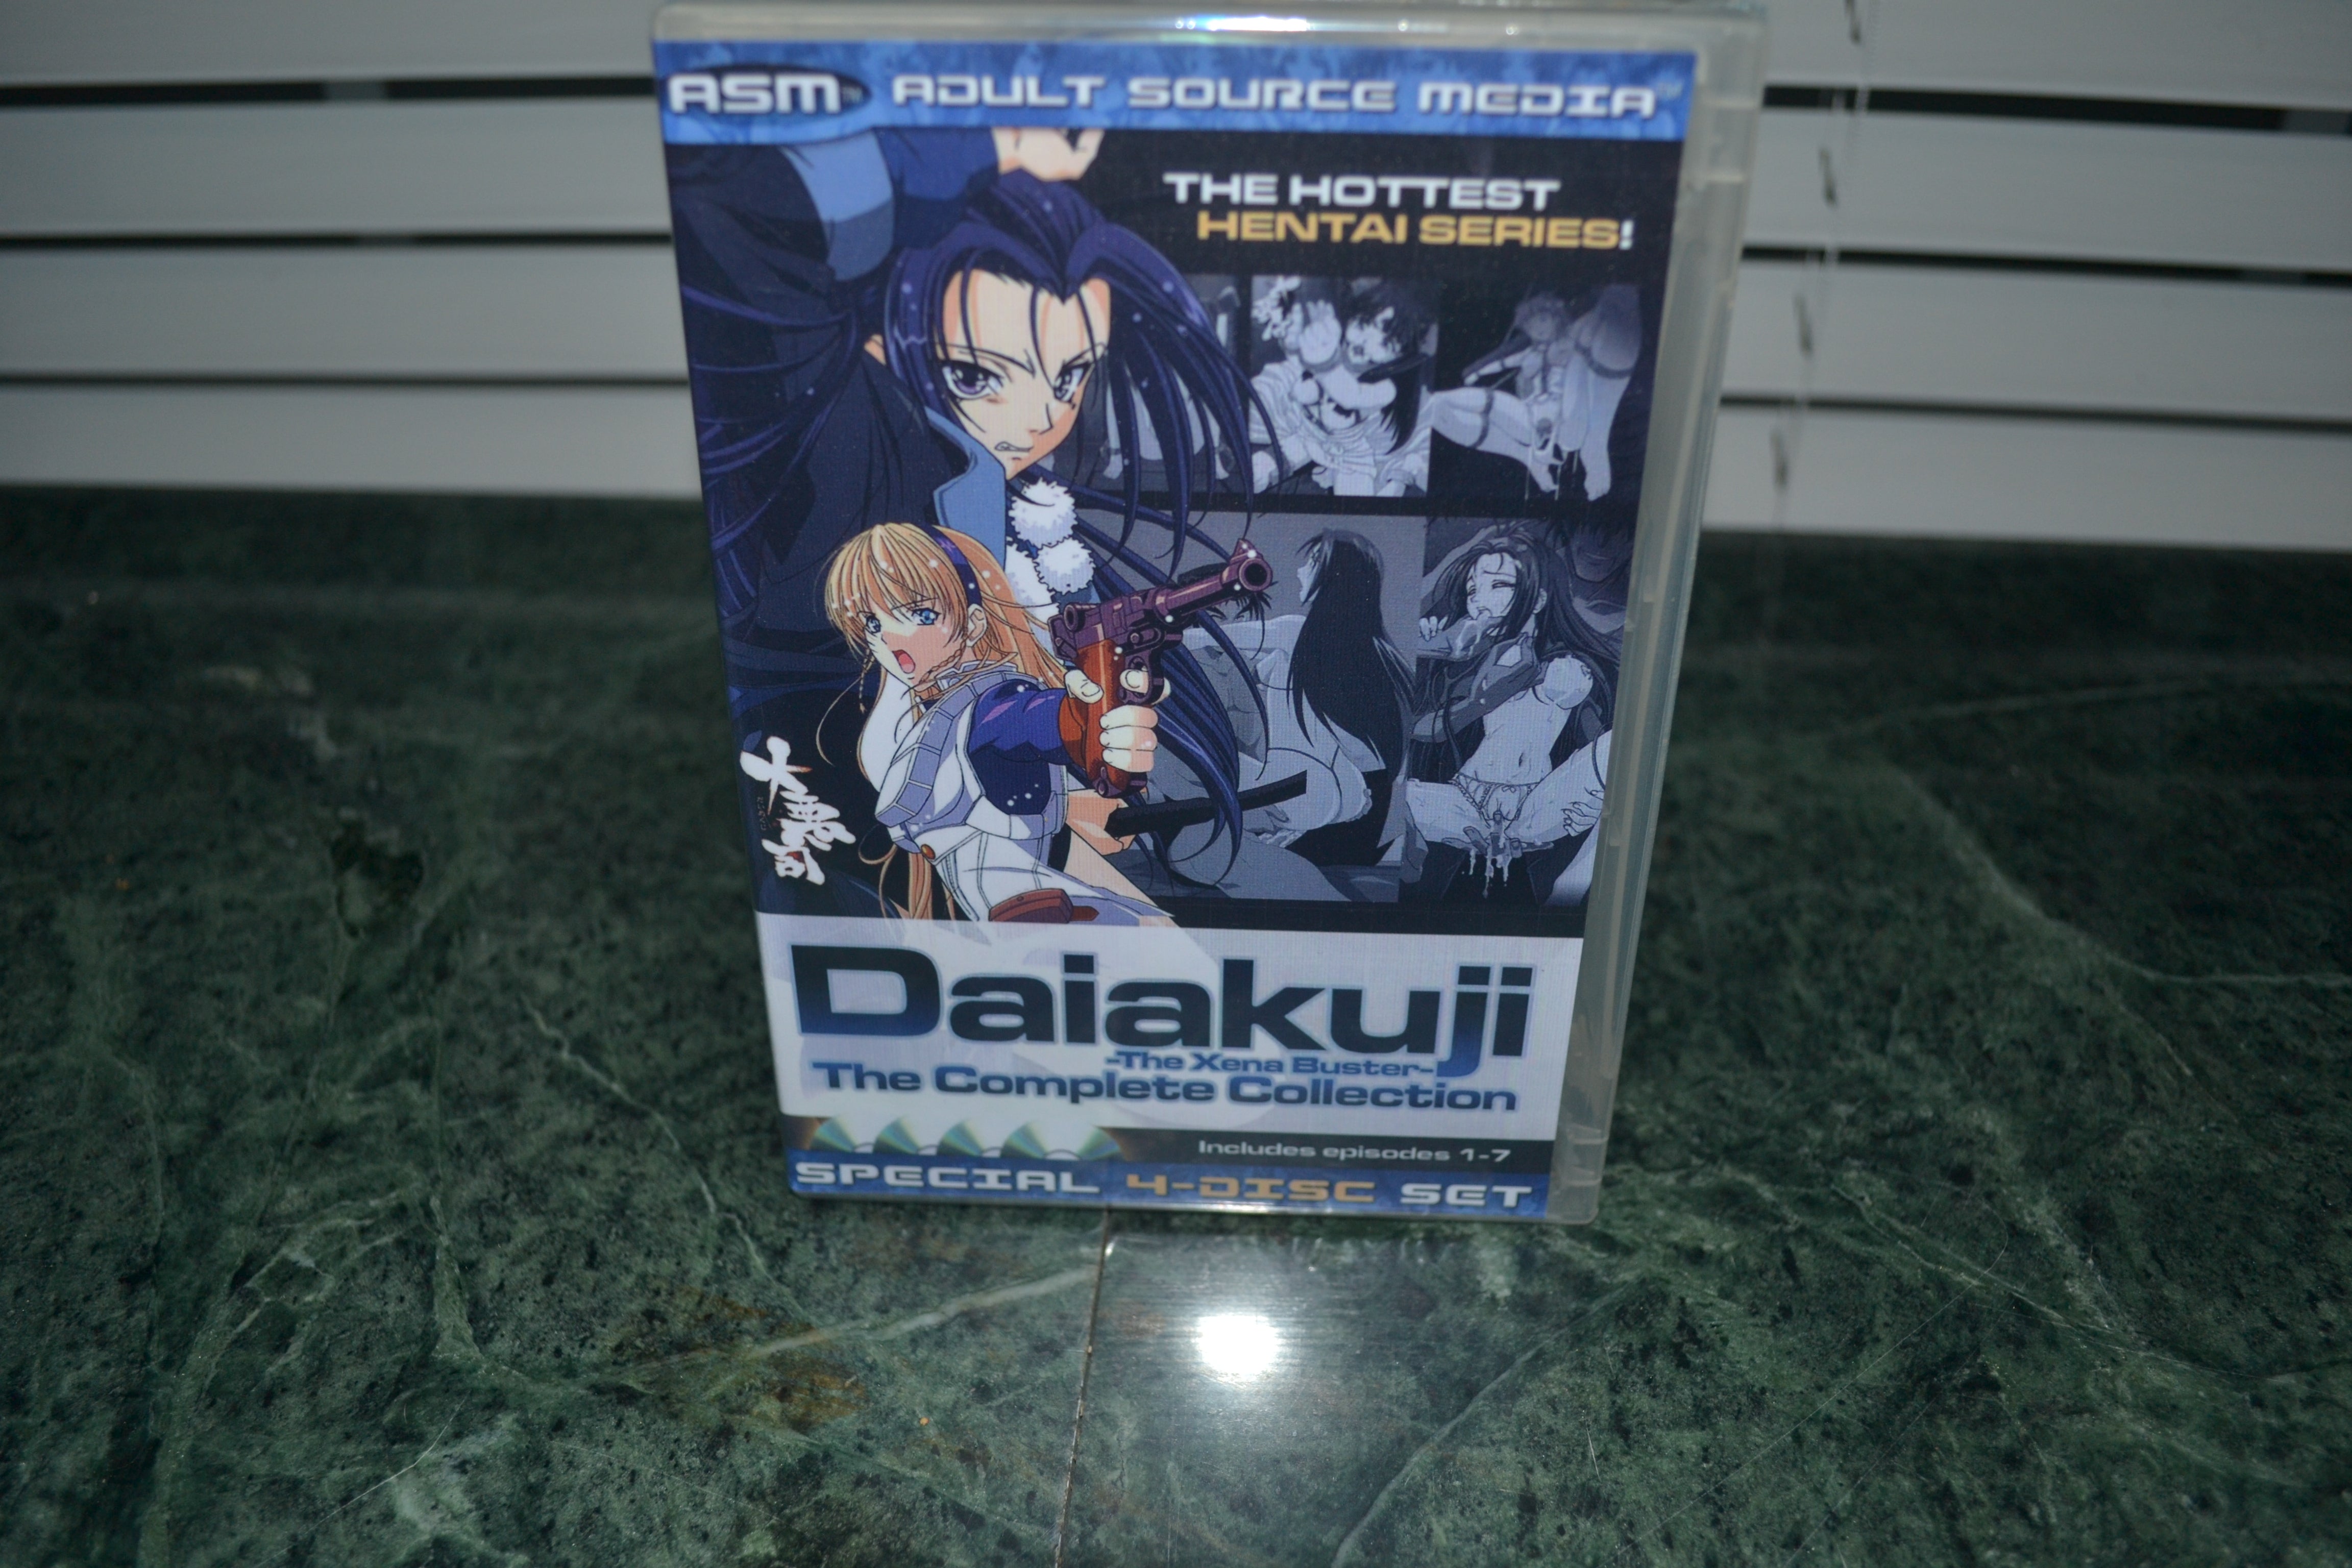 ASM ADULT SOURCE MEDIA
THE HOTTEST
HENTAI SERIES!
大悪司
Daiakuji
-The Xena Buster-
The Complete Collection
Includes episodes 1-7
SPECIAL 4-DISC SET